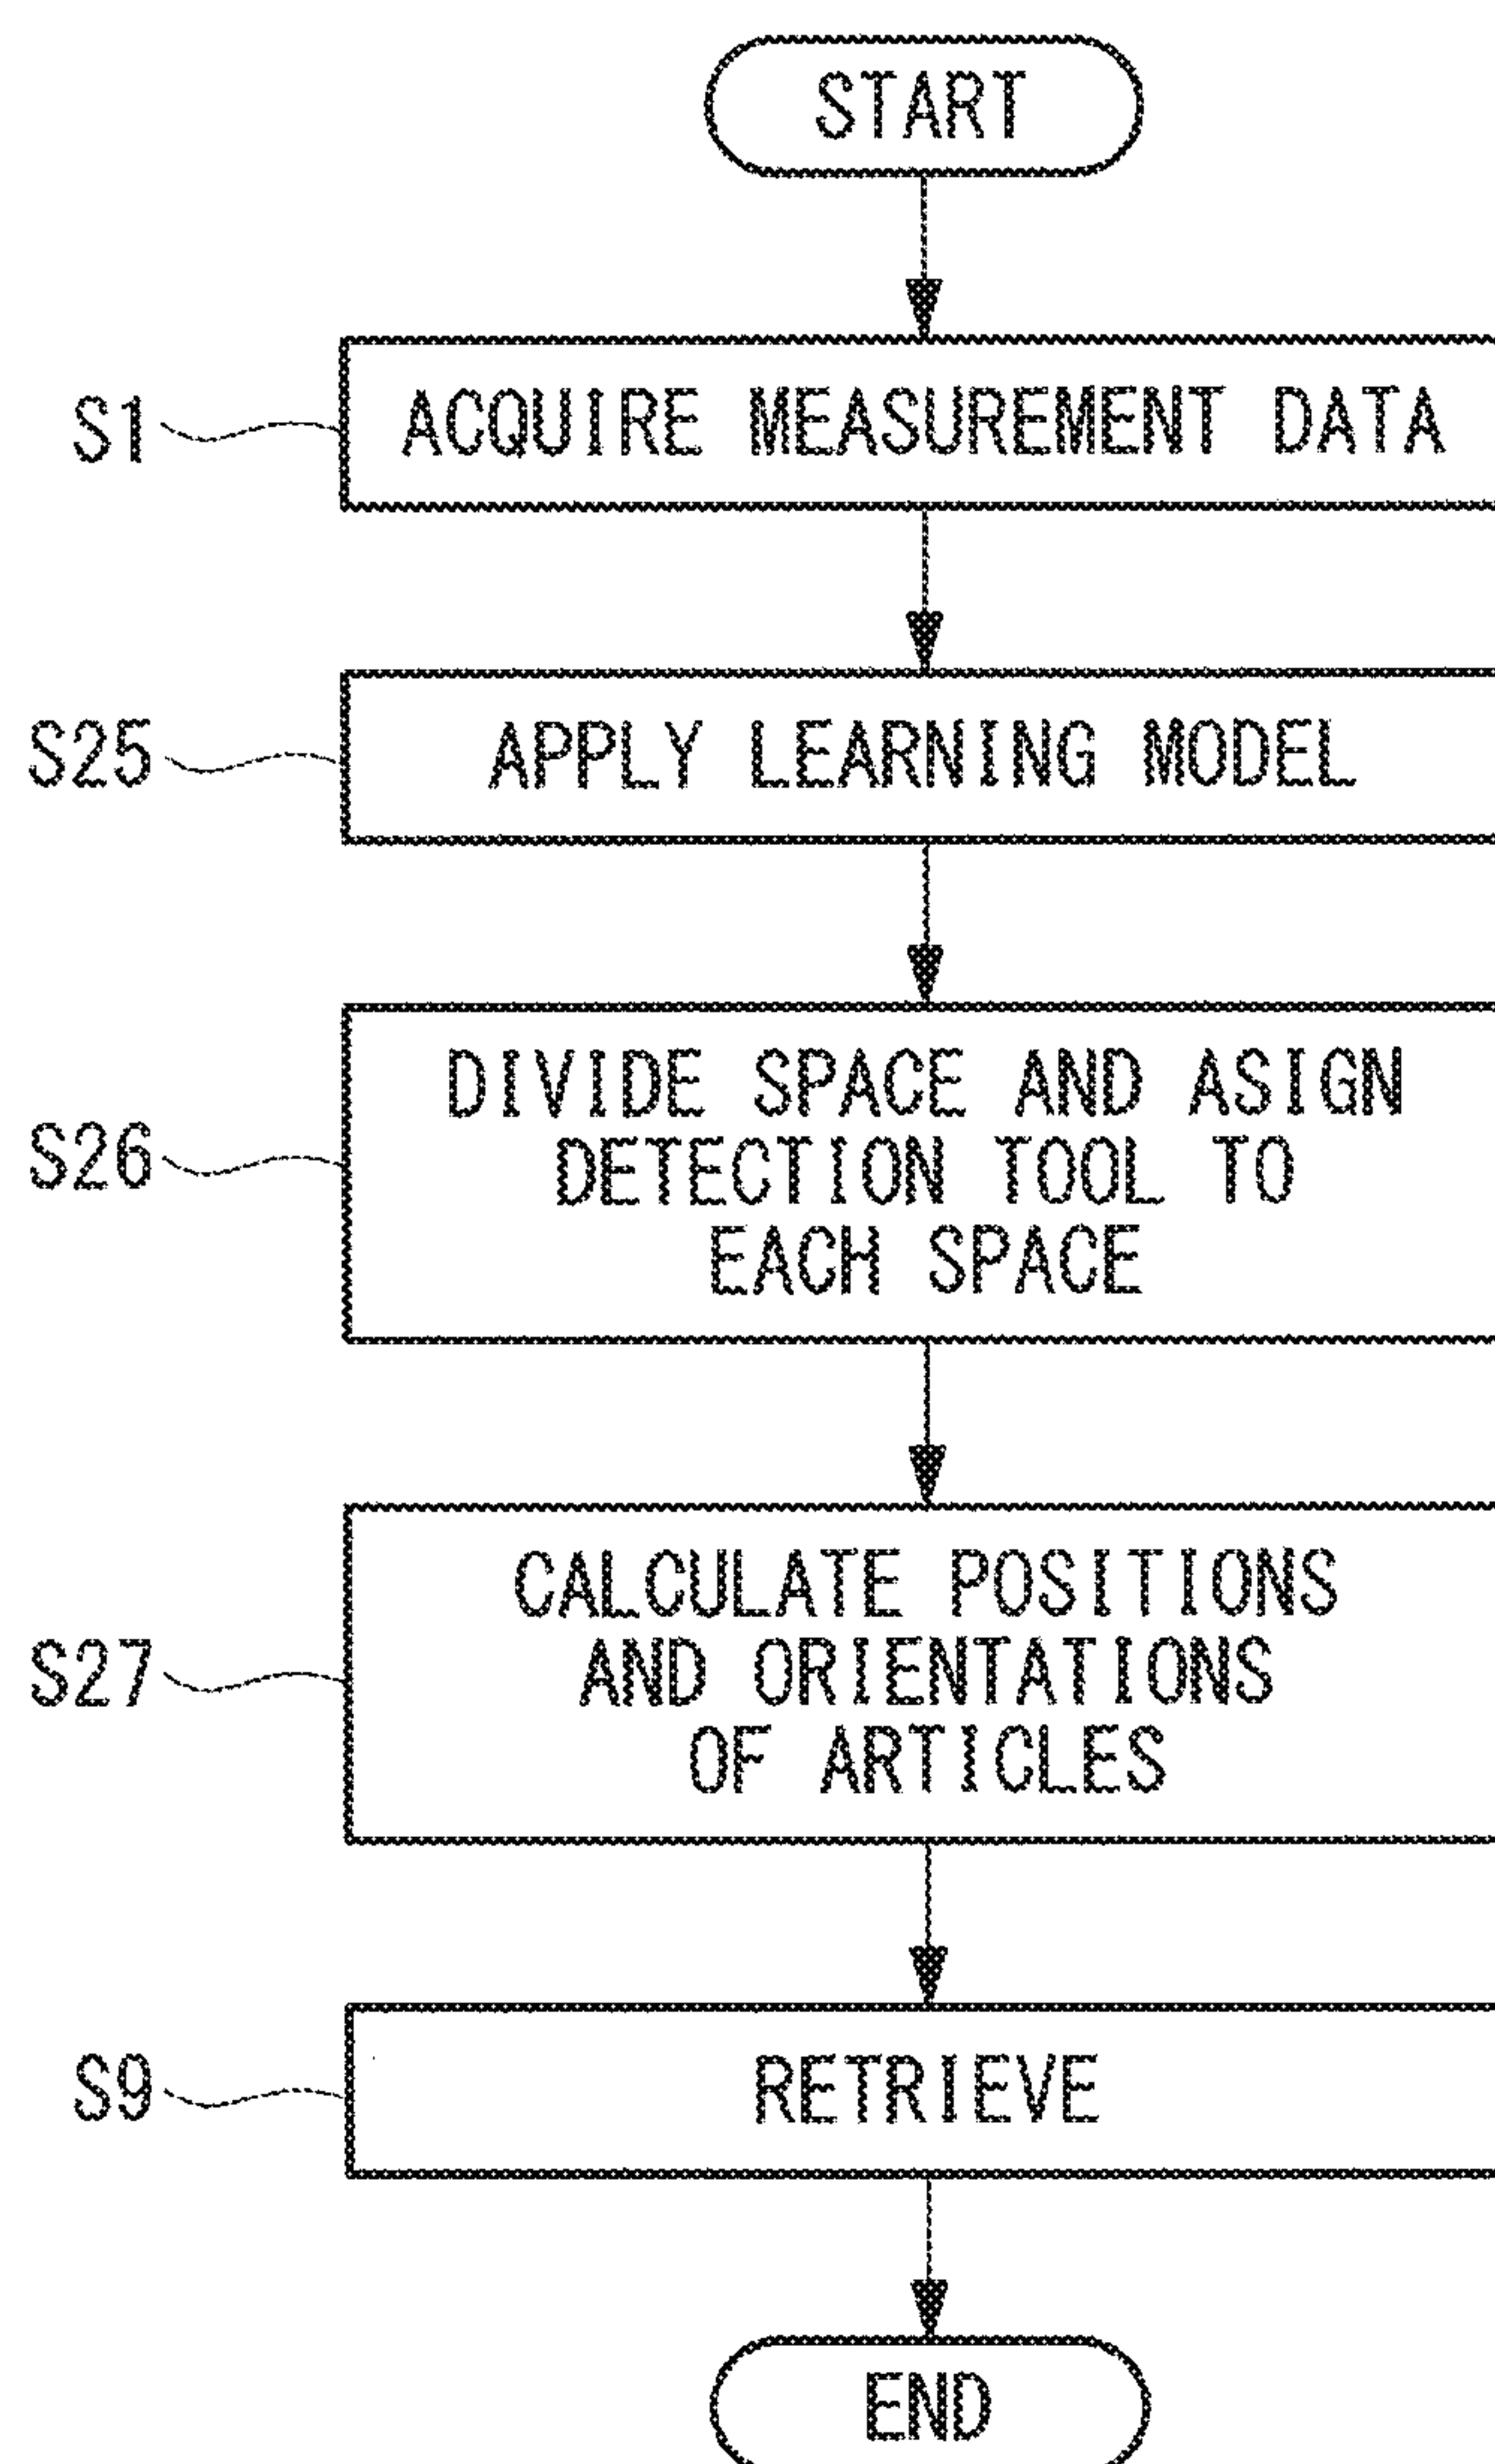 START
S1
ACQUIRE MEASUREMENT DATA
S25
APPLY LEARNING MODEL
S26
DIVIDE SPACE AND ASIGN
DETECTION TOOL TO
EACH SPACE
S27
CALCULATE POSITIONS
AND ORIENTATIONS
OF ARTICLES
S9
RETRIEVE
END